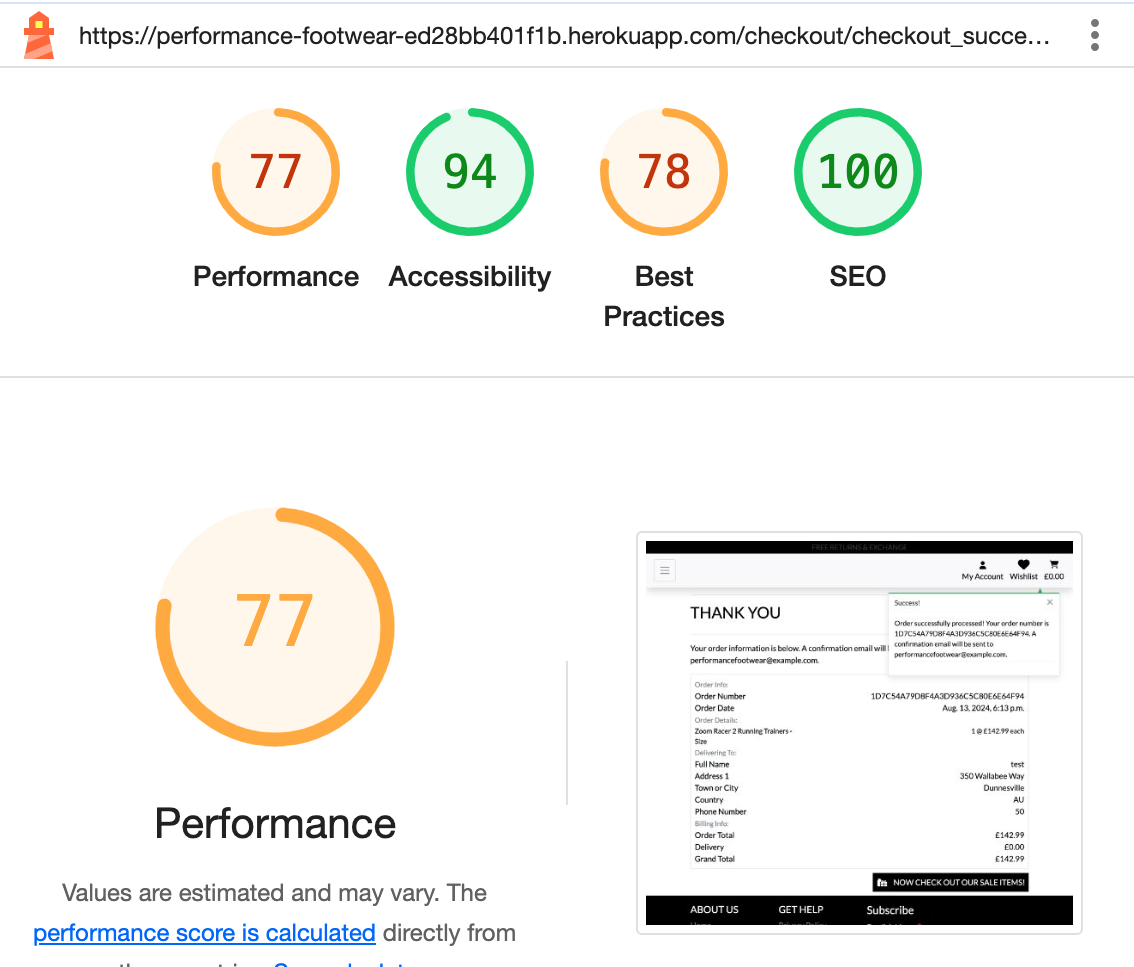 https://performance-footwear-ed28bb401f1b.herokuapp.com/checkout/checkout_succe…
77
94
78
100
Performance
Accessibility
Best
Practices
SEO
77
Performance
Values are estimated and may vary. The
performance score is calculated directly from
FREE RETURNS & EXCHANGE
My Account Wishlist £0.00
THANK YOU
Success!
Order successfully processed! Your order number is
1D7C54A79D8F4A3D936C5C80E6E64F94. A
confirmation email will be sent to
performancefootwear@example.com.
Your order information is below. A confirmation email will
performancefootwear@example.com.
Order Info:
Order Number 1D7C54A79D8F4A3D936C5C80E6E64F94
Order Date Aug. 13, 2024, 6:13 p.m.
Order Details:
Zoom Racer 2 Running Trainers - 1 @ £142.99 each
Size
Delivering To:
Full Name test
Address 1 350 Wallabee Way
Town or City Dunnesville
Country AU
Phone Number 50
Billing Info:
Order Total £142.99
Delivery £0.00
Grand Total £142.99
NOW CHECK OUT OUR SALE ITEMS!
ABOUT US GET HELP Subscribe
Home Privacy Policy